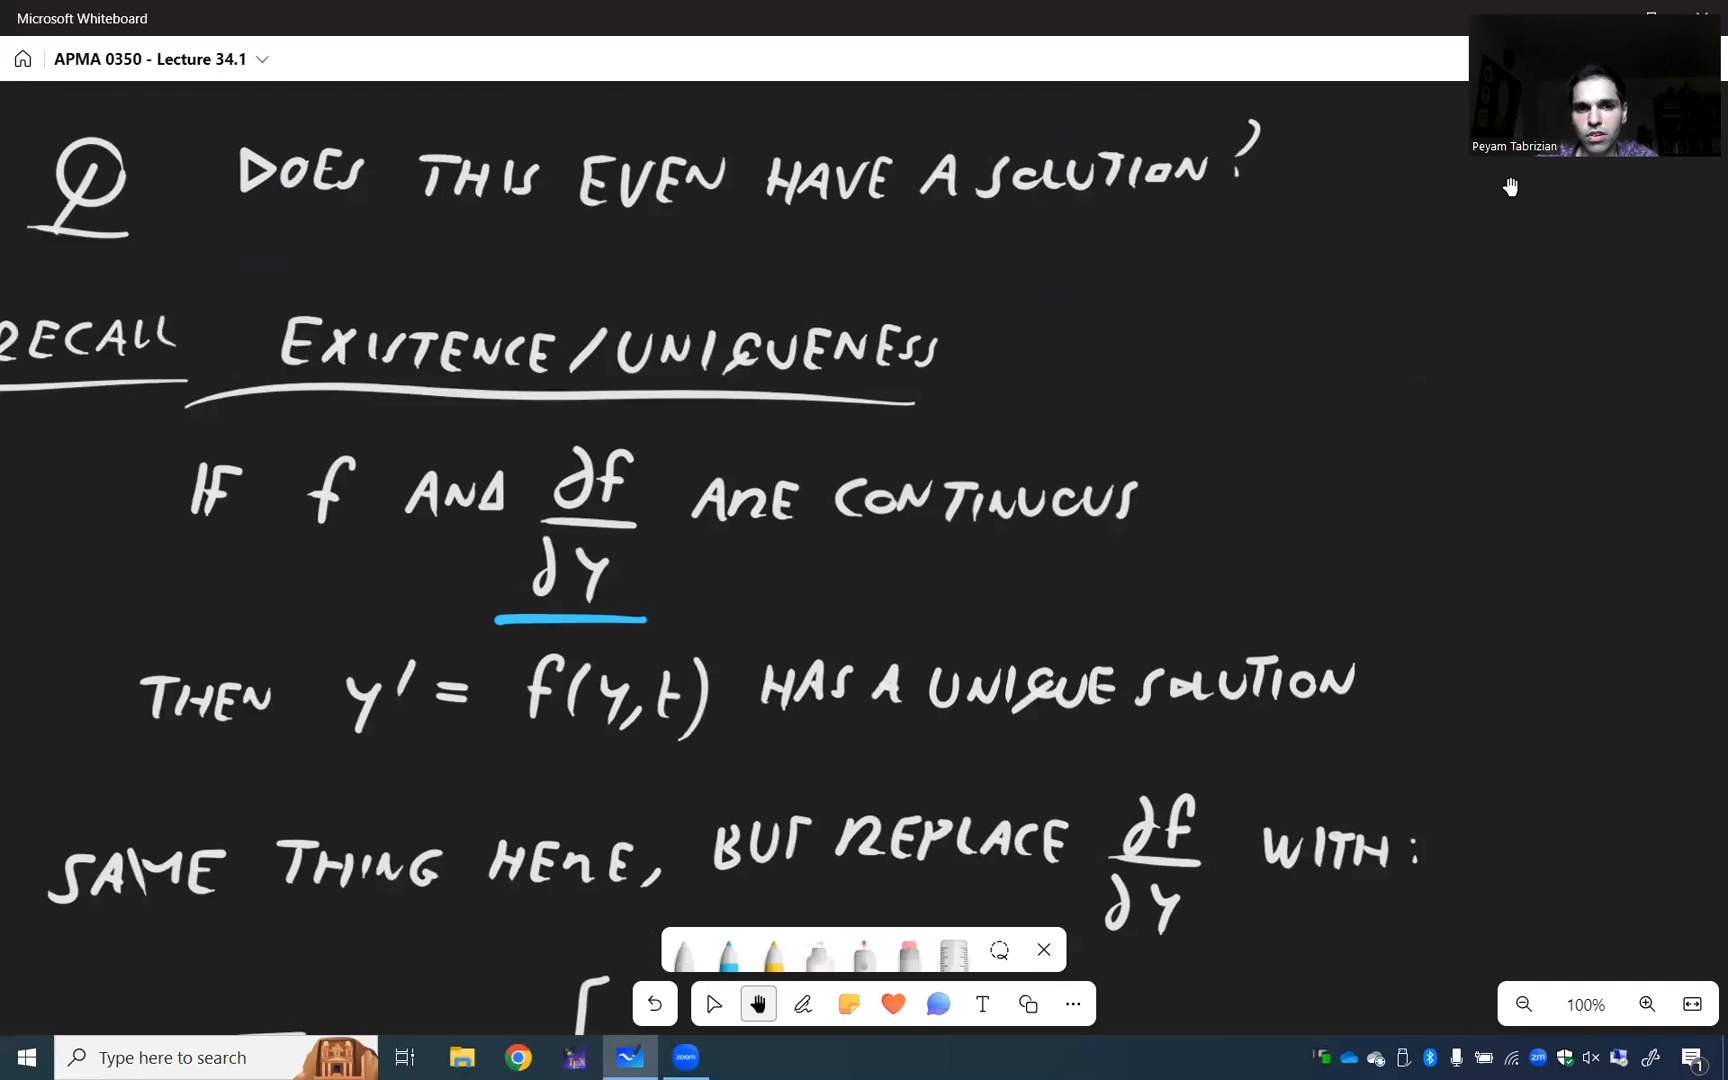 Microsoft Whiteboard
APMA 0350 - Lecture 34.1
Peyam Tabrizian
Q DOES THIS EVEN HAVE A SOLUTION?
RECALL EXISTENCE/UNIQUENESS
IF f AND ∂f/∂y ARE CONTINUOUS
THEN y' = f(y,t) HAS A UNIQUE SOLUTION
SAME THING HERE, BUT REPLACE ∂f/∂y WITH:
[
100%
Type here to search
zoom